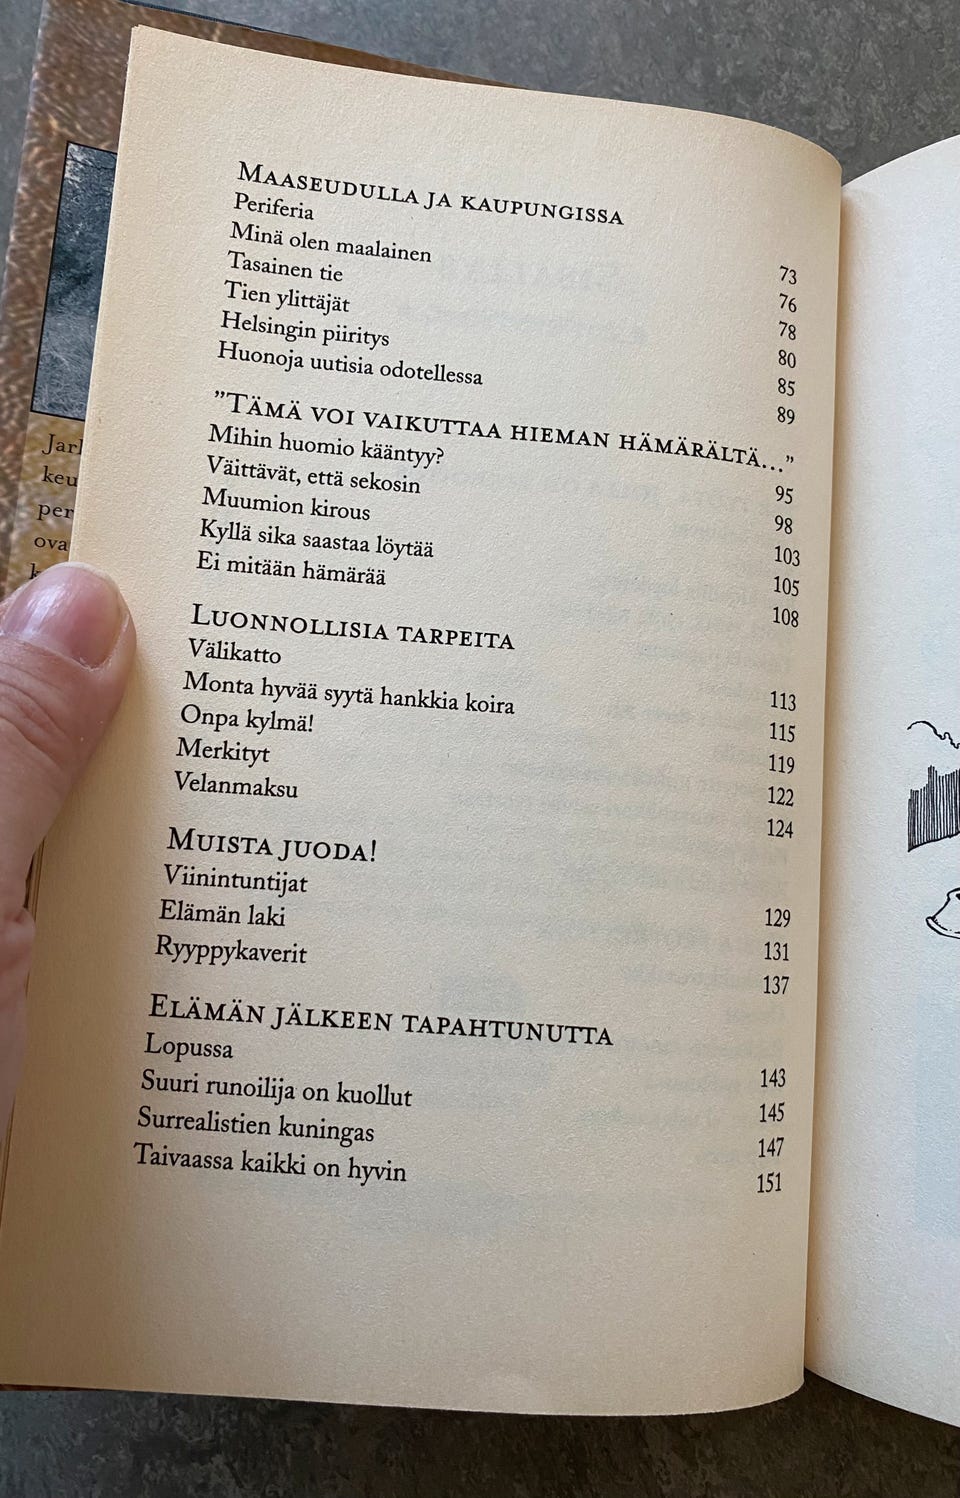 MAASEUDULLA JA KAUPUNGISSA
Periferia 73
Minä olen maalainen 76
Tasainen tie 78
Tien ylittäjät 80
Helsingin piiritys 85
Huonoja uutisia odotellessa 89
”TÄMÄ VOI VAIKUTTAA HIEMAN HÄMÄRÄLTÄ...”
Mihin huomio kääntyy? 95
Väittävät, että sekosin 98
Muumion kirous 103
Kyllä sika saastaa löytää 105
Ei mitään hämärää 108
LUONNOLLISIA TARPEITA
Välikatto 113
Monta hyvää syytä hankkia koira 115
Onpa kylmä! 119
Merkityt 122
Velanmaksu 124
MUISTA JUODA!
Viinintuntijat 129
Elämän laki 131
Ryyppykaverit 137
ELÄMÄN JÄLKEEN TAPAHTUNUTTA
Lopussa 143
Suuri runoilija on kuollut 145
Surrealistien kuningas 147
Taivaassa kaikki on hyvin 151
Jarl
keu
per
ova